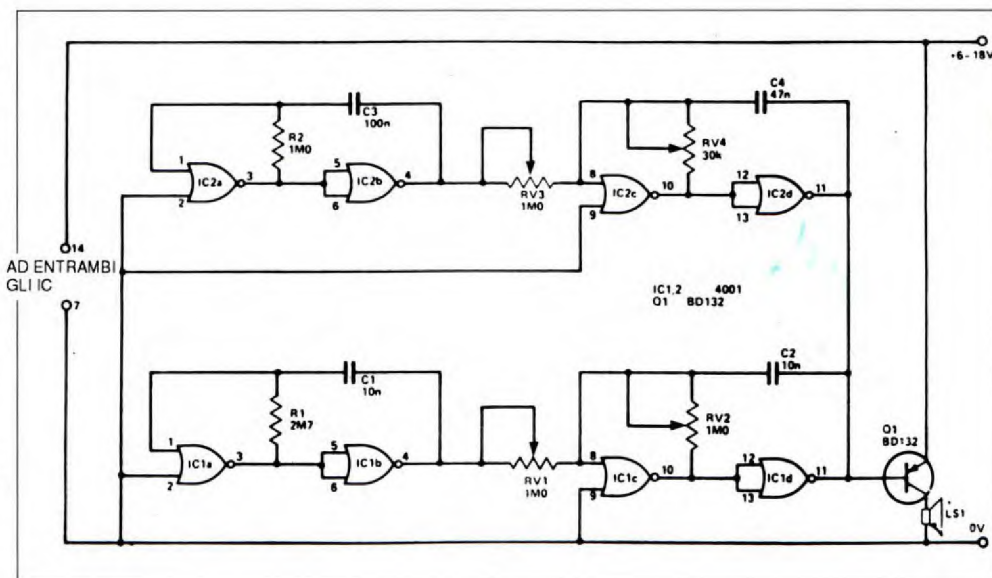 +6-18V
C3
100n
C4
47n
R2
1M0
RV4
30k
1
2
IC2a
3
5
6
IC2b
4
RV3
1M0
8
9
IC2c
10
12
13
IC2d
11
14
AD ENTRAMBI
GLI IC
7
IC1,2 4001
Q1 BD132
C1
10n
C2
10n
R1
2M7
RV2
1M0
1
2
IC1a
3
5
6
IC1b
4
RV1
1M0
8
9
IC1c
10
12
13
IC1d
11
Q1
BD132
LS1
0V